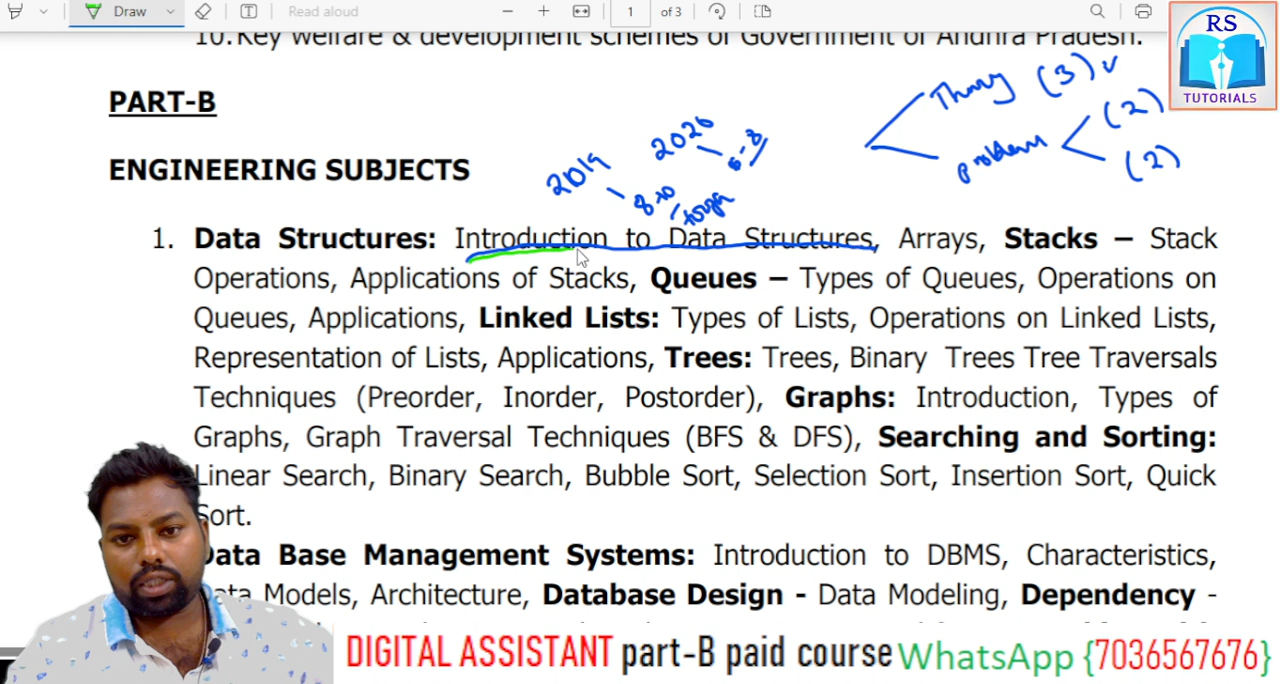 Draw
Read aloud
1 of 3
RS
TUTORIALS
10.Key Welfare & development schemes of Government of Andhra Pradesh.
PART-B
Theory (3)
problem (2)
(2)
2019
2020
6-8
8
ENGINEERING SUBJECTS
1. Data Structures: Introduction to Data Structures, Arrays, Stacks – Stack
Operations, Applications of Stacks, Queues – Types of Queues, Operations on
Queues, Applications, Linked Lists: Types of Lists, Operations on Linked Lists,
Representation of Lists, Applications, Trees: Trees, Binary Trees Tree Traversals
Techniques (Preorder, Inorder, Postorder), Graphs: Introduction, Types of
Graphs, Graph Traversal Techniques (BFS & DFS), Searching and Sorting:
Linear Search, Binary Search, Bubble Sort, Selection Sort, Insertion Sort, Quick
Sort.
Data Base Management Systems: Introduction to DBMS, Characteristics,
Data Models, Architecture, Database Design - Data Modeling, Dependency -
DIGITAL ASSISTANT part-B paid course WhatsApp {7036567676}